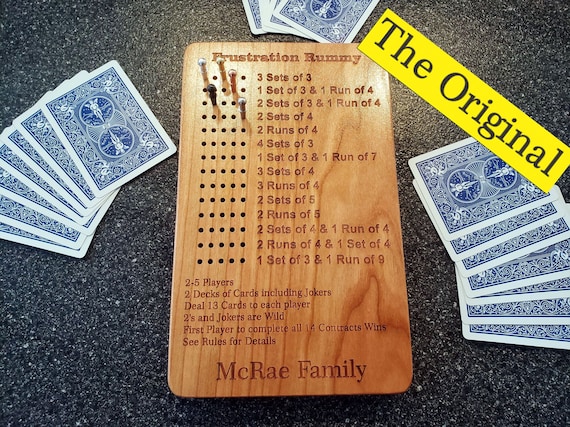 The Original
Frustration Rummy
3 Sets of 3
1 Set of 3 & 1 Run of 4
2 Sets of 3 & 1 Run of 4
2 Sets of 4
2 Runs of 4
4 Sets of 3
1 Set of 3 & 1 Run of 7
3 Sets of 4
3 Runs of 4
2 Sets of 5
2 Runs of 5
2 Sets of 4 & 1 Run of 4
2 Runs of 4 & 1 Set of 4
1 Set of 3 & 1 Run of 9
2-5 Players
2 Decks of Cards including Jokers
Deal 13 Cards to each player
2's and Jokers are Wild
First Player to complete all 14 Contracts Wins
See Rules for Details
McRae Family